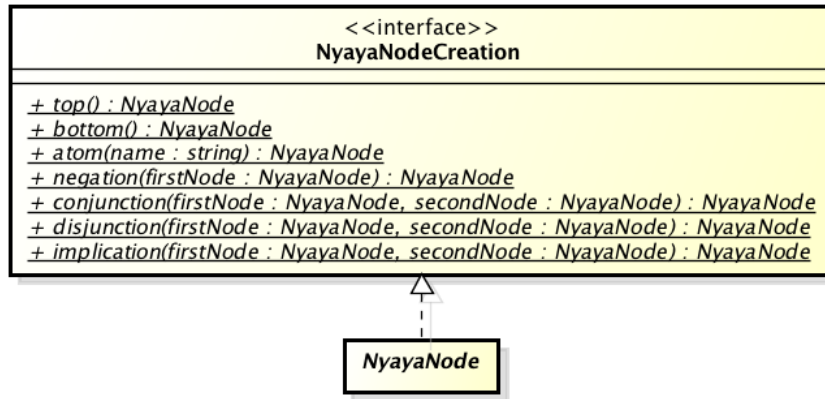 <<interface>>
NyayaNodeCreation
+ top() : NyayaNode
+ bottom() : NyayaNode
+ atom(name : string) : NyayaNode
+ negation(firstNode : NyayaNode) : NyayaNode
+ conjunction(firstNode : NyayaNode, secondNode : NyayaNode) : NyayaNode
+ disjunction(firstNode : NyayaNode, secondNode : NyayaNode) : NyayaNode
+ implication(firstNode : NyayaNode, secondNode : NyayaNode) : NyayaNode
NyayaNode